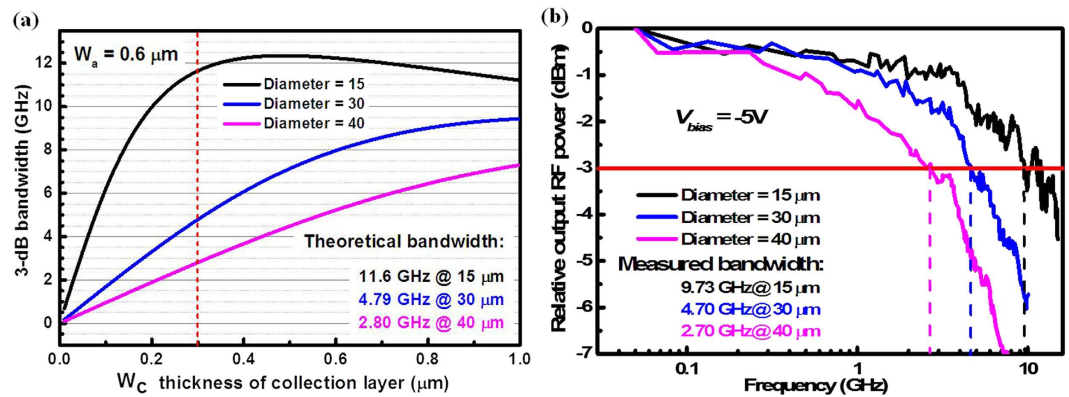 (a)
W_a = 0.6 μm
Diameter = 15
Diameter = 30
Diameter = 40
Theoretical bandwidth:
11.6 GHz @ 15 μm
4.79 GHz @ 30 μm
2.80 GHz @ 40 μm
3-dB bandwidth (GHz)
12
10
8
6
4
2
0
0.0 0.2 0.4 0.6 0.8 1.0
W_C thickness of collection layer (μm)
(b)
V_bias = -5V
Diameter = 15 μm
Diameter = 30 μm
Diameter = 40 μm
Measured bandwidth:
9.73 GHz@ 15 μm
4.70 GHz@ 30 μm
2.70 GHz@ 40 μm
Relative output RF power (dBm)
0
-1
-2
-3
-4
-5
-6
-7
0.1 1 10
Frequency (GHz)